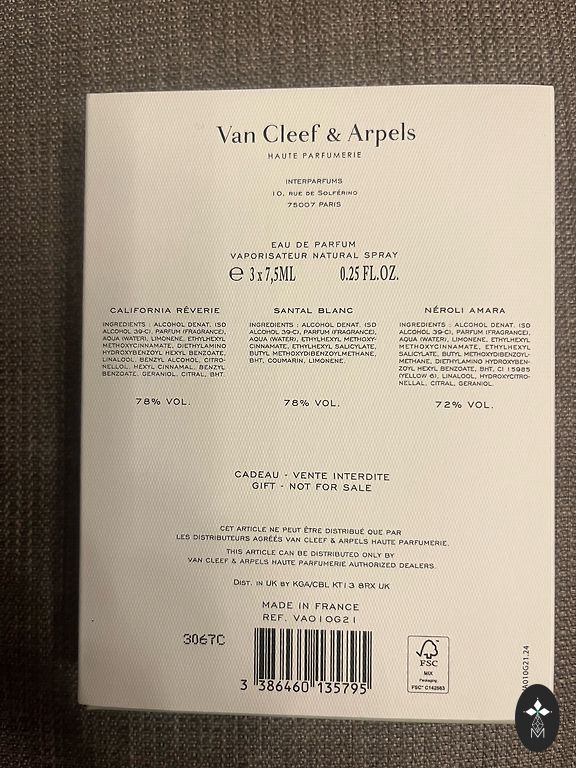 Van Cleef & Arpels
HAUTE PARFUMERIE
INTERPARFUMS
10, RUE DE SOLFÉRINO
75007 PARIS
EAU DE PARFUM
VAPORISATEUR NATURAL SPRAY
℮ 3 x 7,5ML 0.25 FL.OZ.
CALIFORNIA RÊVERIE
INGREDIENTS : ALCOHOL DENAT. (SD
ALCOHOL 39-C), PARFUM (FRAGRANCE),
AQUA (WATER), LIMONENE, ETHYLHEXYL
METHOXYCINNAMATE, DIETHYLAMINO
HYDROXYBENZOYL HEXYL BENZOATE,
LINALOOL, BENZYL ALCOHOL, CITRO-
NELLOL, HEXYL CINNAMAL, BENZYL
BENZOATE, GERANIOL, CITRAL, BHT.
78% VOL.
SANTAL BLANC
INGREDIENTS : ALCOHOL DENAT. (SD
ALCOHOL 39-C), PARFUM (FRAGRANCE),
AQUA (WATER), ETHYLHEXYL METHOXY-
CINNAMATE, ETHYLHEXYL SALICYLATE,
BUTYL METHOXYDIBENZOYLMETHANE,
BHT, COUMARIN, LIMONENE.
78% VOL.
NÉROLI AMARA
INGREDIENTS : ALCOHOL DENAT. (SD
ALCOHOL 39-C), PARFUM (FRAGRANCE),
AQUA (WATER), LIMONENE, ETHYLHEXYL
METHOXYCINNAMATE, ETHYLHEXYL
SALICYLATE, BUTYL METHOXYDIBENZOYL-
METHANE, DIETHYLAMINO HYDROXYBEN-
ZOYL HEXYL BENZOATE, BHT, CI 15985
(YELLOW 6), LINALOOL, HYDROXYCITRO-
NELLAL, CITRAL, GERANIOL.
72% VOL.
CADEAU - VENTE INTERDITE
GIFT - NOT FOR SALE
CET ARTICLE NE PEUT ÊTRE DISTRIBUÉ QUE PAR
LES DISTRIBUTEURS AGRÉÉS VAN CLEEF & ARPELS HAUTE PARFUMERIE.
THIS ARTICLE CAN BE DISTRIBUTED ONLY BY
VAN CLEEF & ARPELS HAUTE PARFUMERIE AUTHORIZED DEALERS.
DIST. IN UK BY KGA/CBL KT13 8RX UK
MADE IN FRANCE
REF. VA010G21
3067C
3 386460 135795
FSC
MIX
Packaging
FSC® C142563
A010G21.24
M